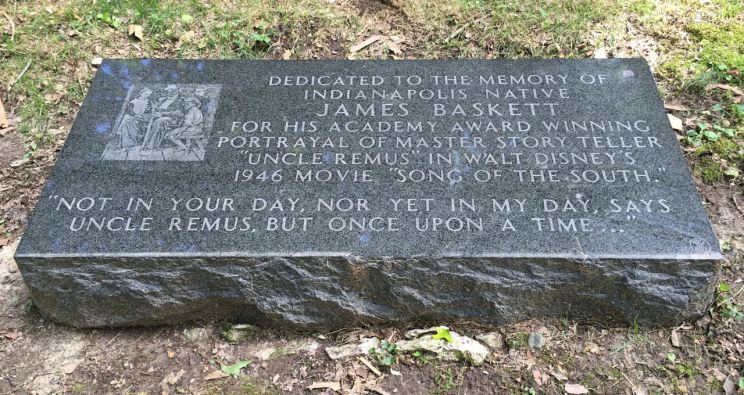 DEDICATED TO THE MEMORY OF
INDIANAPOLIS NATIVE
JAMES BASKETT
FOR HIS ACADEMY AWARD WINNING
PORTRAYAL OF MASTER STORY TELLER
"UNCLE REMUS" IN WALT DISNEY'S
1946 MOVIE "SONG OF THE SOUTH."
"NOT IN YOUR DAY, NOR YET IN MY DAY, SAYS
UNCLE REMUS, BUT ONCE UPON A TIME..."